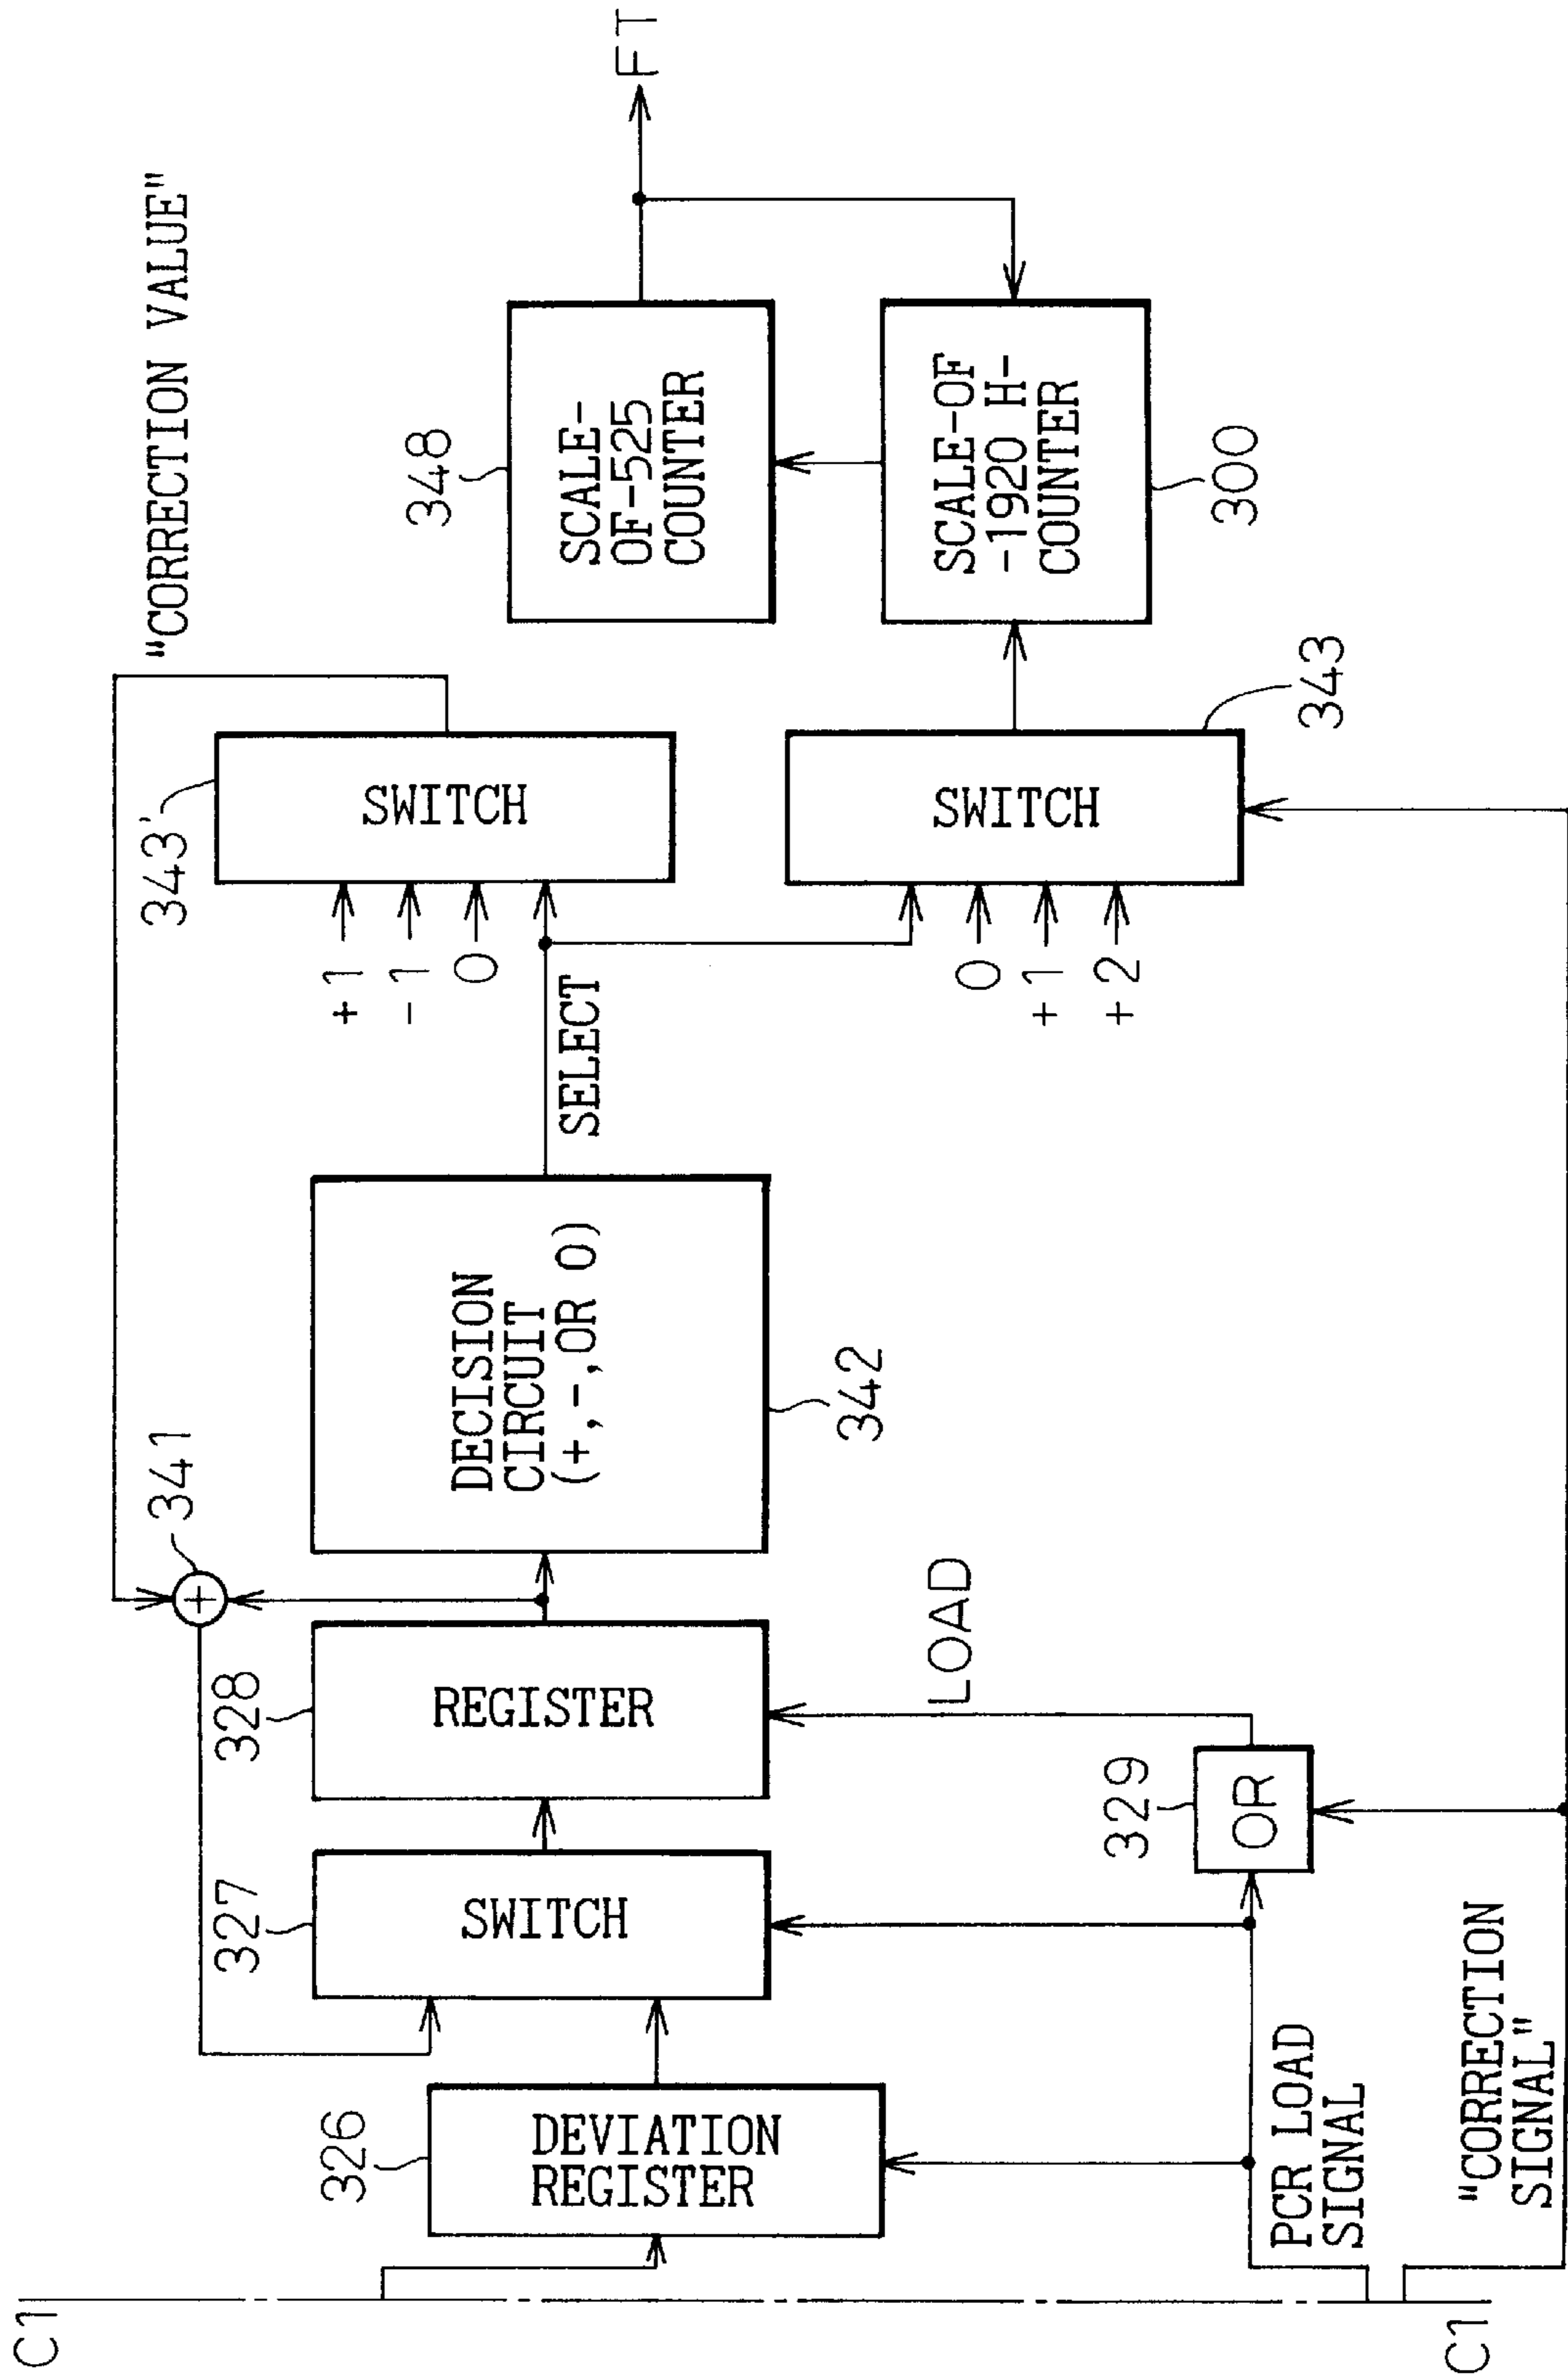 C1
"CORRECTION VALUE"
341
343'
348
FT
326
327
328
DEVIATION
REGISTER
SWITCH
REGISTER
DECISION
CIRCUIT
(+,-,OR 0)
342
SELECT
+1
-1
0
SWITCH
SCALE-
OF-525
COUNTER
0
+1
+2
SWITCH
343
SCALE-OF
-1920 H-
COUNTER
300
LOAD
329
OR
PCR LOAD
SIGNAL
"CORRECTION
SIGNAL"
C1